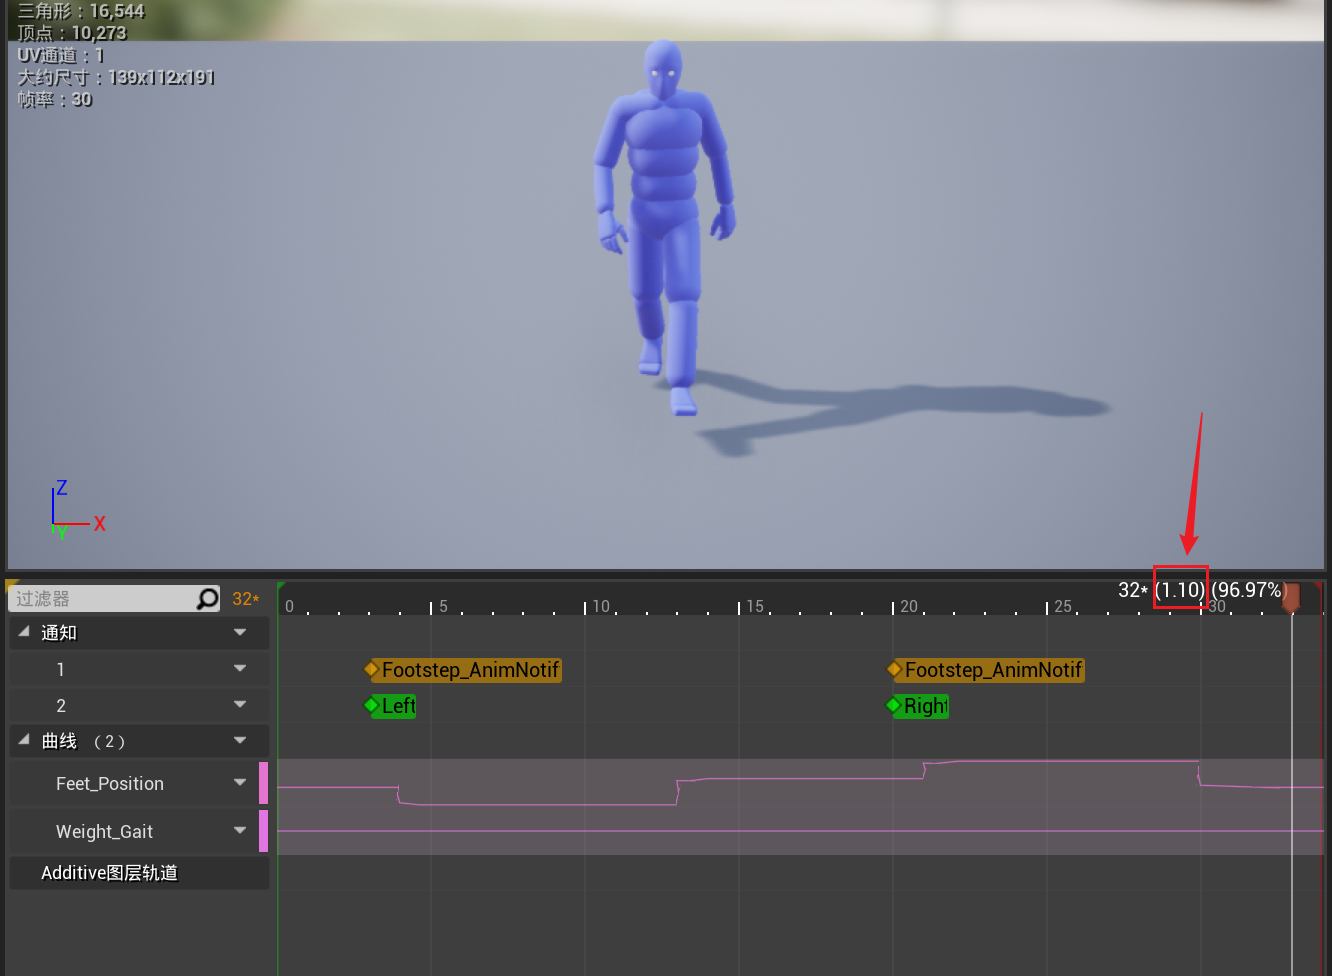 三角形：16,544
顶点：10,273
UV通道：1
大约尺寸：139x112x191
帧率：30
Z
X
Y
过滤器
32*
0
5
10
15
20
25
30
32* (1.10) (96.97%)
通知
1
Footstep_AnimNotif
Footstep_AnimNotif
2
Left
Right
曲线 （2）
Feet_Position
Weight_Gait
Additive图层轨道